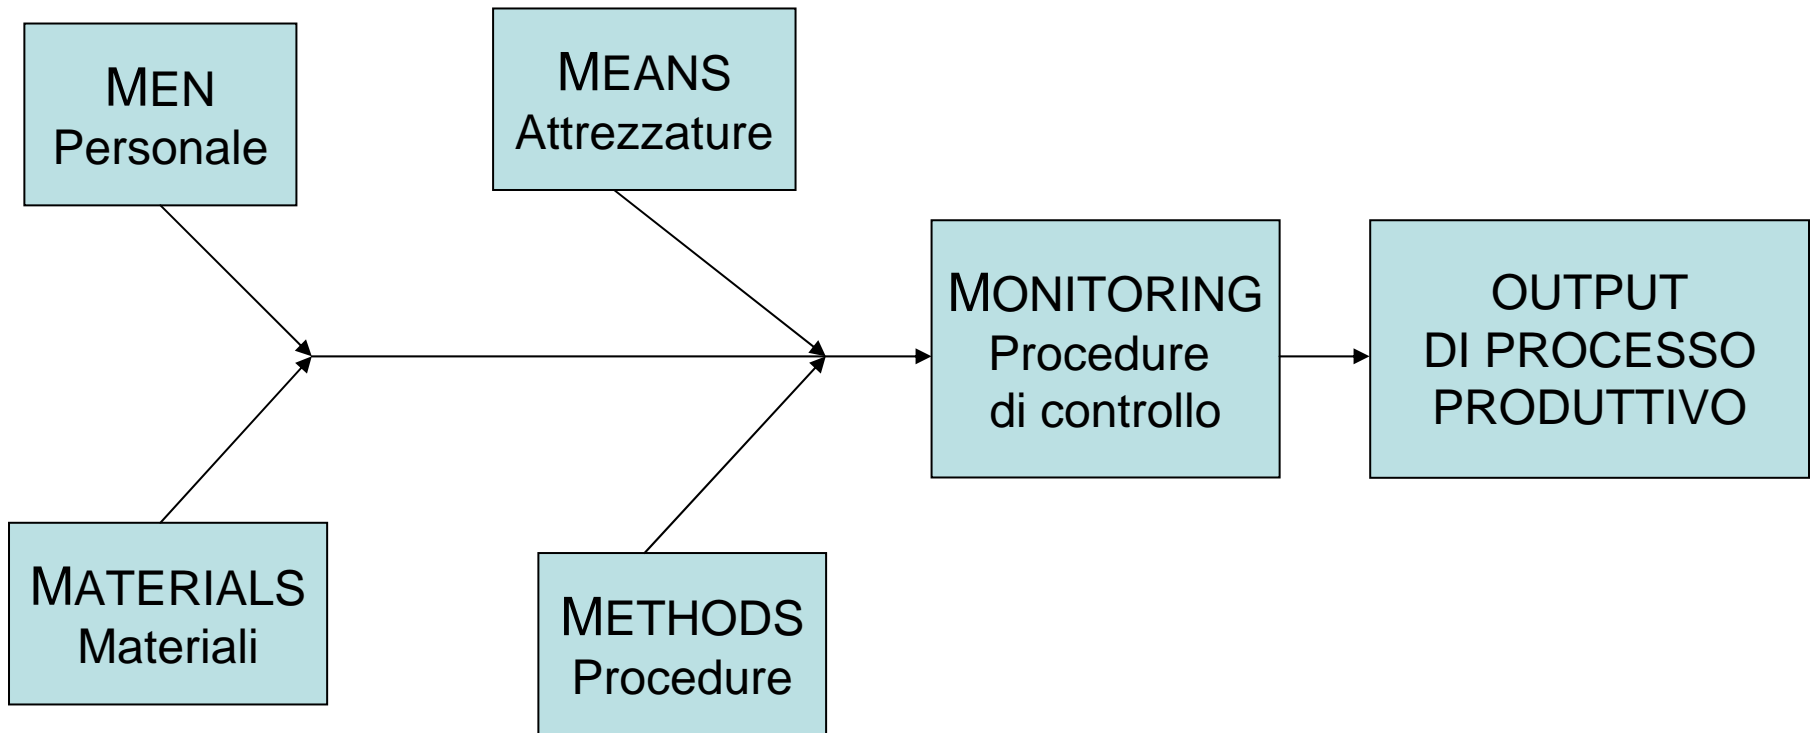 MEN
Personale
MEANS
Attrezzature
MONITORING
Procedure
di controllo
OUTPUT
DI PROCESSO
PRODUTTIVO
MATERIALS
Materiali
METHODS
Procedure